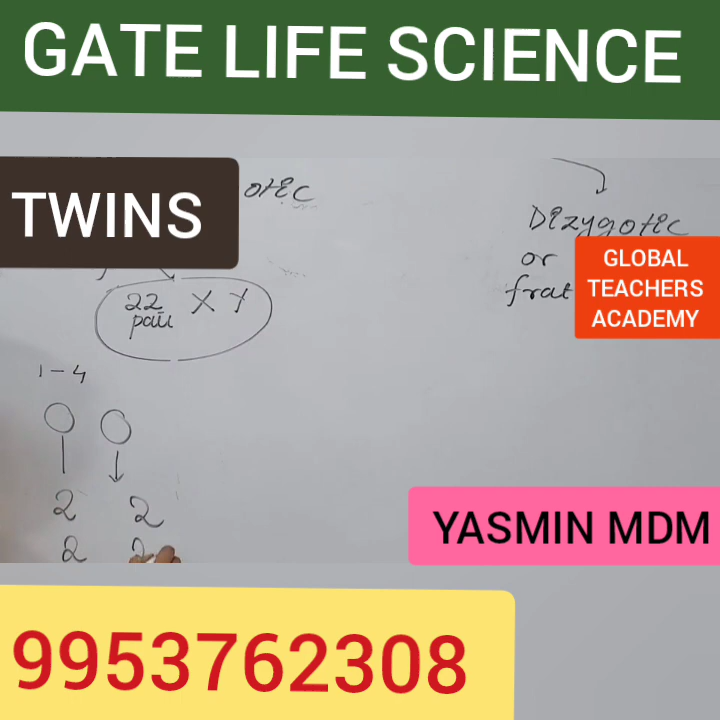 GATE LIFE SCIENCE
TWINS
otic
Dizygotic
or
frat
GLOBAL
TEACHERS
ACADEMY
22 X Y
pair
1-4
2 2
2 2
YASMIN MDM
9953762308